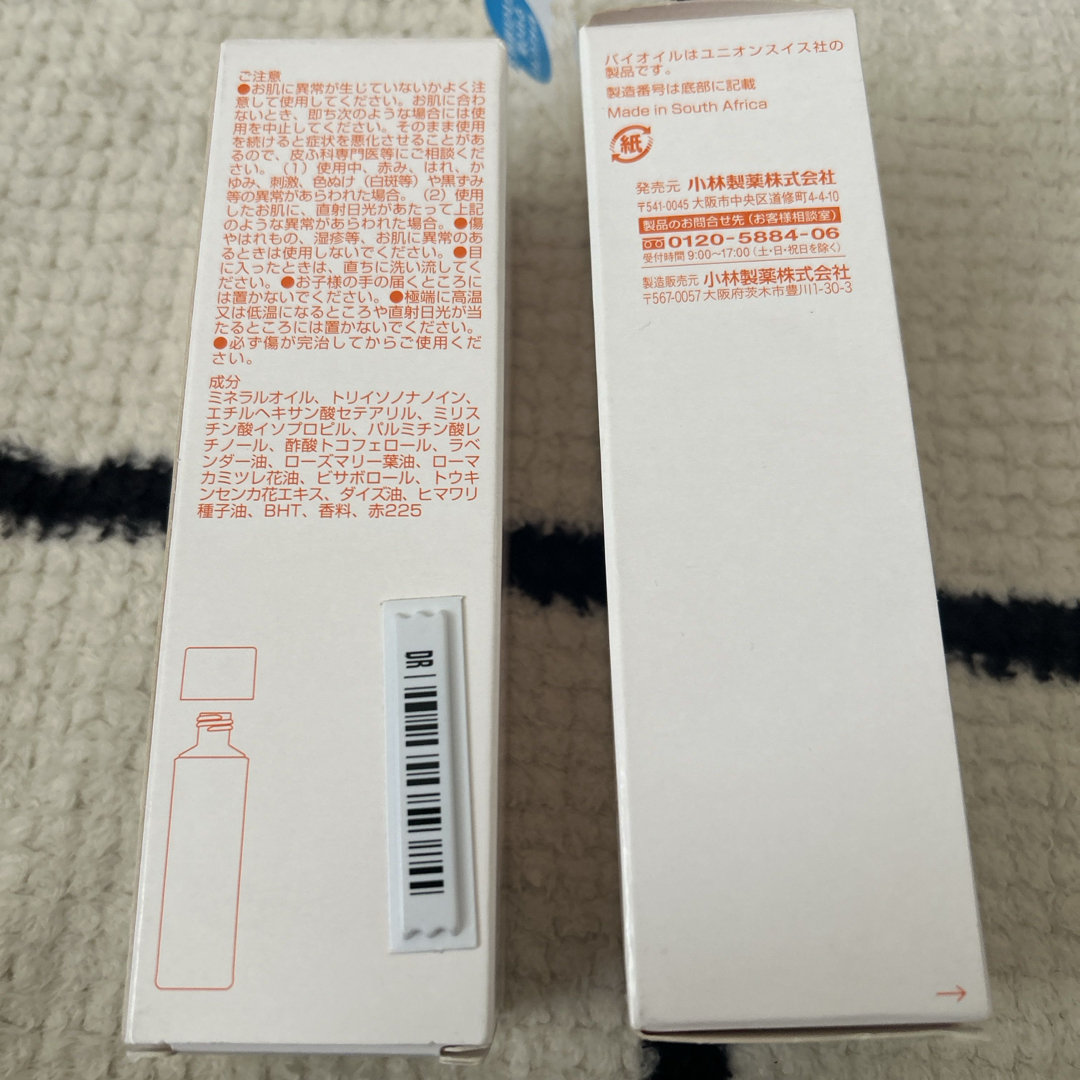 ご注意
●お肌に異常が生じていないかよく注
意して使用してください。お肌に合わ
ないとき、即ち次のような場合には使
用を中止してください。そのまま使用
を続けると症状を悪化させることがあ
るので、皮ふ科専門医等にご相談くだ
さい。（1）使用中、赤み、はれ、か
ゆみ、刺激、色ぬけ（白斑等）や黒ずみ
等の異常があらわれた場合。（2）使用
したお肌に、直射日光があたって上記
のような異常があらわれた場合。●傷
やはれもの、湿疹等、お肌に異常のあ
るときは使用しないでください。●目
に入ったときは、直ちに洗い流してく
ださい。●お子様の手の届くところに
は置かないでください。●極端に高温
又は低温になるところや直射日光が当
たるところには置かないでください。
●必ず傷が完治してからご使用くだ
さい。
成分
ミネラルオイル、トリイソノナノイン、
エチルヘキサン酸セテアリル、ミリス
チン酸イソプロピル、パルミチン酸レ
チノール、酢酸トコフェロール、ラベ
ンダー油、ローズマリー葉油、ローマ
カミツレ花油、ビサボロール、トウキ
ンセンカ花エキス、ダイズ油、ヒマワリ
種子油、BHT、香料、赤225
DR
バイオイルはユニオンスイス社の
製品です。
製造番号は底部に記載
Made in South Africa
紙
発売元 小林製薬株式会社
〒541-0045 大阪市中央区道修町4-4-10
製品のお問合せ先（お客様相談室）
0120-5884-06
受付時間 9:00〜17:00（土・日・祝日を除く）
製造販売元 小林製薬株式会社
〒567-0057 大阪府茨木市豊川1-30-3